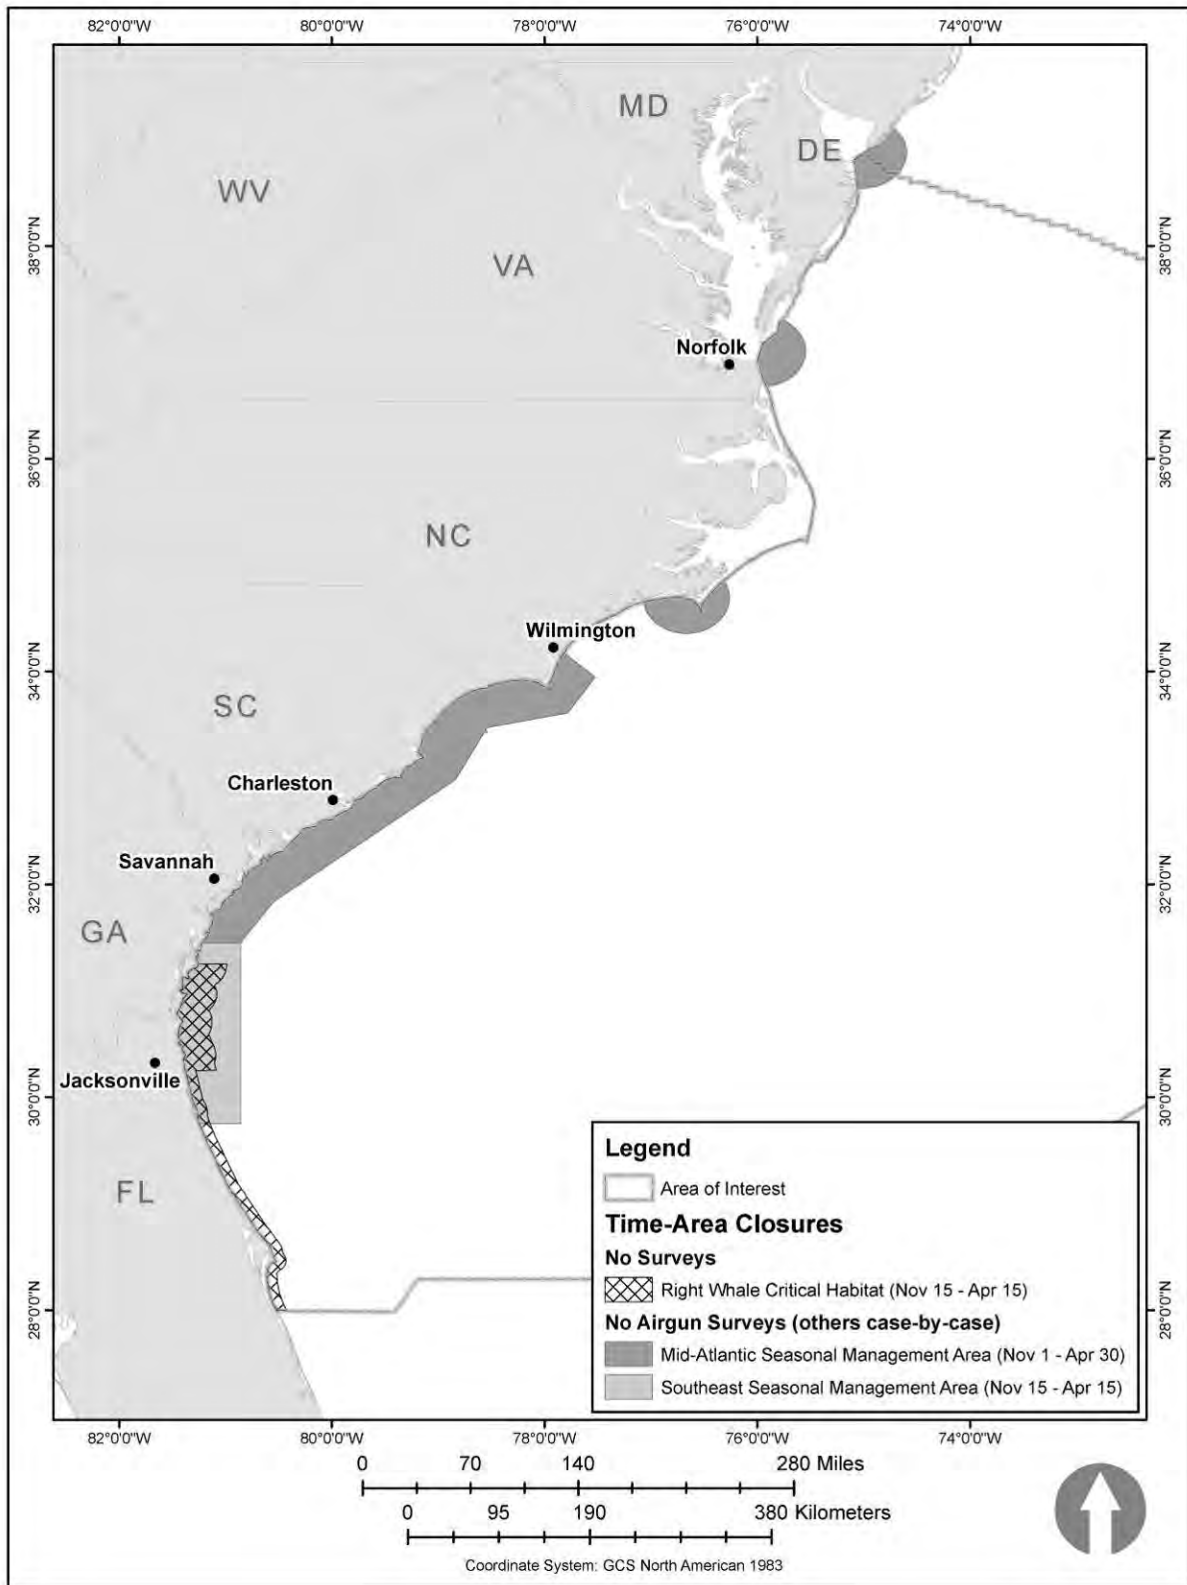 82°0'0"W 80°0'0"W 78°0'0"W 76°0'0"W 74°0'0"W
MD
DE
WV
38°0'0"N 38°0'0"N
VA
Norfolk
36°0'0"N 36°0'0"N
NC
Wilmington
34°0'0"N 34°0'0"N
SC
Charleston
Savannah
32°0'0"N 32°0'0"N
GA
Jacksonville
30°0'0"N 30°0'0"N
FL
28°0'0"N 28°0'0"N
Legend
Area of Interest
Time-Area Closures
No Surveys
Right Whale Critical Habitat (Nov 15 - Apr 15)
No Airgun Surveys (others case-by-case)
Mid-Atlantic Seasonal Management Area (Nov 1 - Apr 30)
Southeast Seasonal Management Area (Nov 15 - Apr 15)
82°0'0"W 80°0'0"W 78°0'0"W 76°0'0"W 74°0'0"W
0 70 140 280 Miles
0 95 190 380 Kilometers
Coordinate System: GCS North American 1983